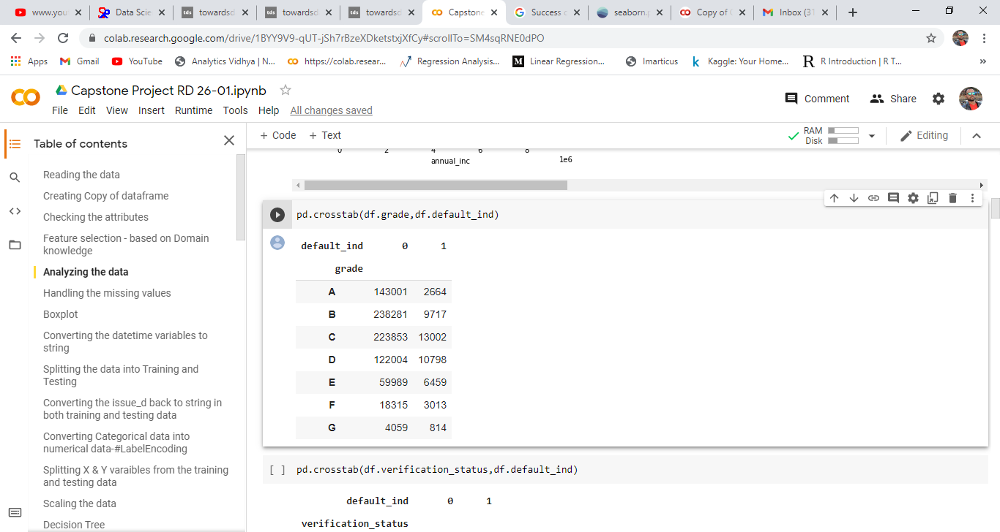 www.you
Data Scie
towardsd
towardsd
towardsd
Capstone
Success o
seaborn.p
Copy of C
Inbox (31
colab.research.google.com/drive/1BYY9V9-qUT-jSh7rBzeXDketstxjXfCy#scrollTo=SM4sqRNE0dPO
Apps
Gmail
YouTube
Analytics Vidhya | N...
https://colab.resear...
Regression Analysis...
Linear Regression...
Imarticus
Kaggle: Your Home...
R Introduction | R T...
»
Capstone Project RD 26-01.ipynb
Comment
Share
File Edit View Insert Runtime Tools Help All changes saved
+ Code + Text
RAM
Disk
Editing
Table of contents
Reading the data
Creating Copy of dataframe
Checking the attributes
Feature selection - based on Domain
knowledge
Analyzing the data
Handling the missing values
Boxplot
Converting the datetime variables to
string
Splitting the data into Training and
Testing
Converting the issue_d back to string in
both training and testing data
Converting Categorical data into
numerical data-#LabelEncoding
Splitting X & Y varaibles from the training
and testing data
Scaling the data
Decision Tree
0 2 4 6 8
annual_inc 1e6
pd.crosstab(df.grade,df.default_ind)
default_ind 0 1
grade
A 143001 2664
B 238281 9717
C 223853 13002
D 122004 10798
E 59989 6459
F 18315 3013
G 4059 814
[ ] pd.crosstab(df.verification_status,df.default_ind)
default_ind 0 1
verification_status